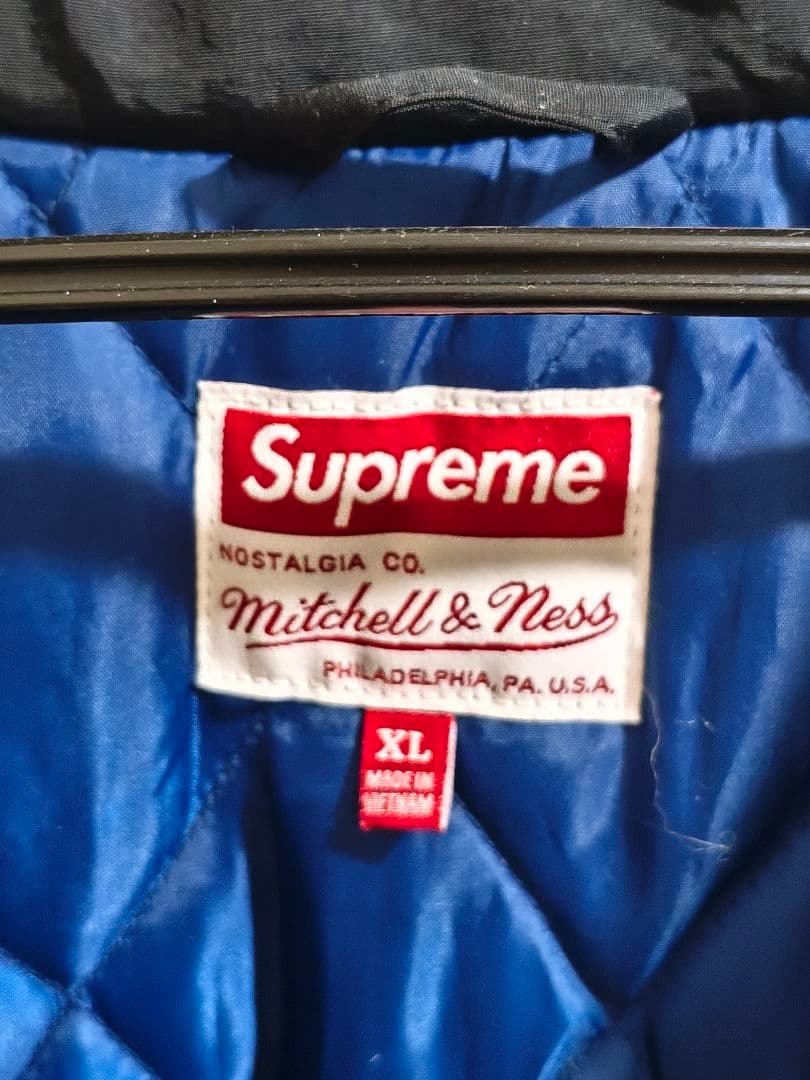 Supreme
NOSTALGIA CO.
Mitchell & Ness
PHILADELPHIA, PA. U.S.A.
XL
MADE IN
VIETNAM